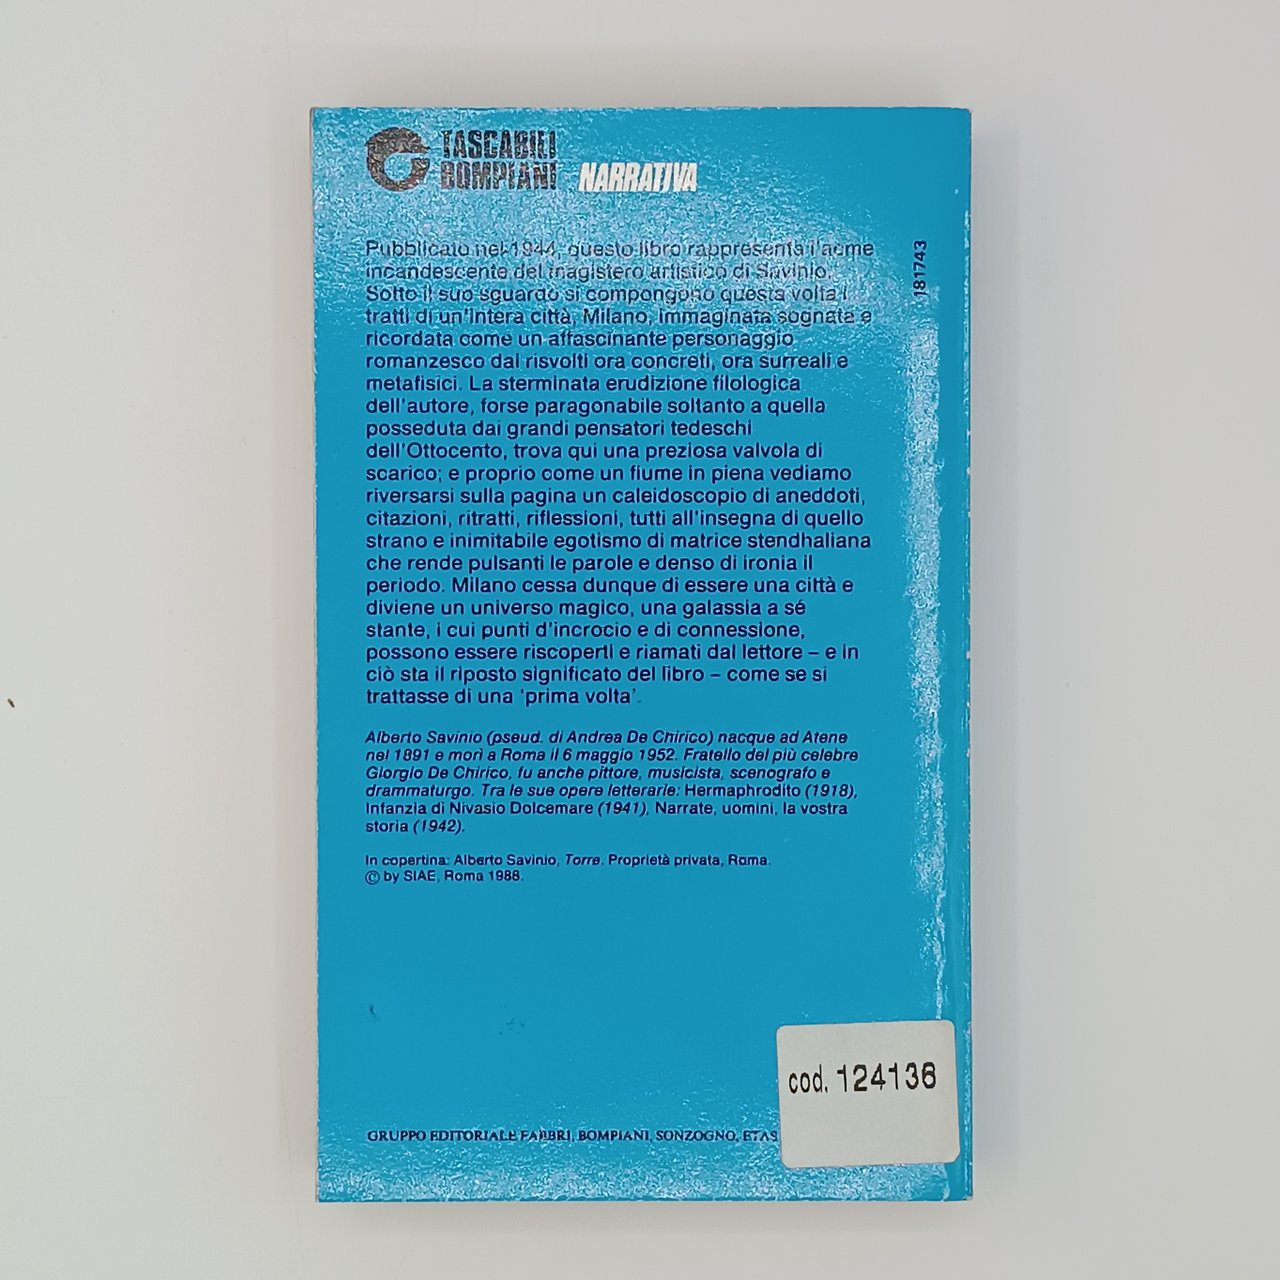 TASCABILI
BOMPIANI NARRATIVA
Pubblicato nel 1944, questo libro rappresenta l'acme
incandescente del magistero artistico di Savinio.
Sotto il suo sguardo si compongono questa volta i
tratti di un'intera città, Milano, immaginata sognata e
ricordata come un affascinante personaggio
romanzesco dai risvolti ora concreti, ora surreali e
metafisici. La sterminata erudizione filologica
dell'autore, forse paragonabile soltanto a quella
posseduta dai grandi pensatori tedeschi
dell'Ottocento, trova qui una preziosa valvola di
scarico; e proprio come un fiume in piena vediamo
riversarsi sulla pagina un caleidoscopio di aneddoti,
citazioni, ritratti, riflessioni, tutti all'insegna di quello
strano e inimitabile egotismo di matrice stendhaliana
che rende pulsanti le parole e denso di ironia il
periodo. Milano cessa dunque di essere una città e
diviene un universo magico, una galassia a sé
stante, i cui punti d'incrocio e di connessione,
possono essere riscoperti e riamati dal lettore – e in
ciò sta il riposto significato del libro – come se si
trattasse di una 'prima volta'.
Alberto Savinio (pseud. di Andrea De Chirico) nacque ad Atene
nel 1891 e morì a Roma il 6 maggio 1952. Fratello del più celebre
Giorgio De Chirico, fu anche pittore, musicista, scenografo e
drammaturgo. Tra le sue opere letterarie: Hermaphrodito (1918),
Infanzia di Nivasio Dolcemare (1941), Narrate, uomini, la vostra
storia (1942).
In copertina: Alberto Savinio, Torre. Proprietà privata, Roma.
© by SIAE, Roma 1988.
181743
cod. 124136
GRUPPO EDITORIALE FABBRI, BOMPIANI, SONZOGNO, ETAS